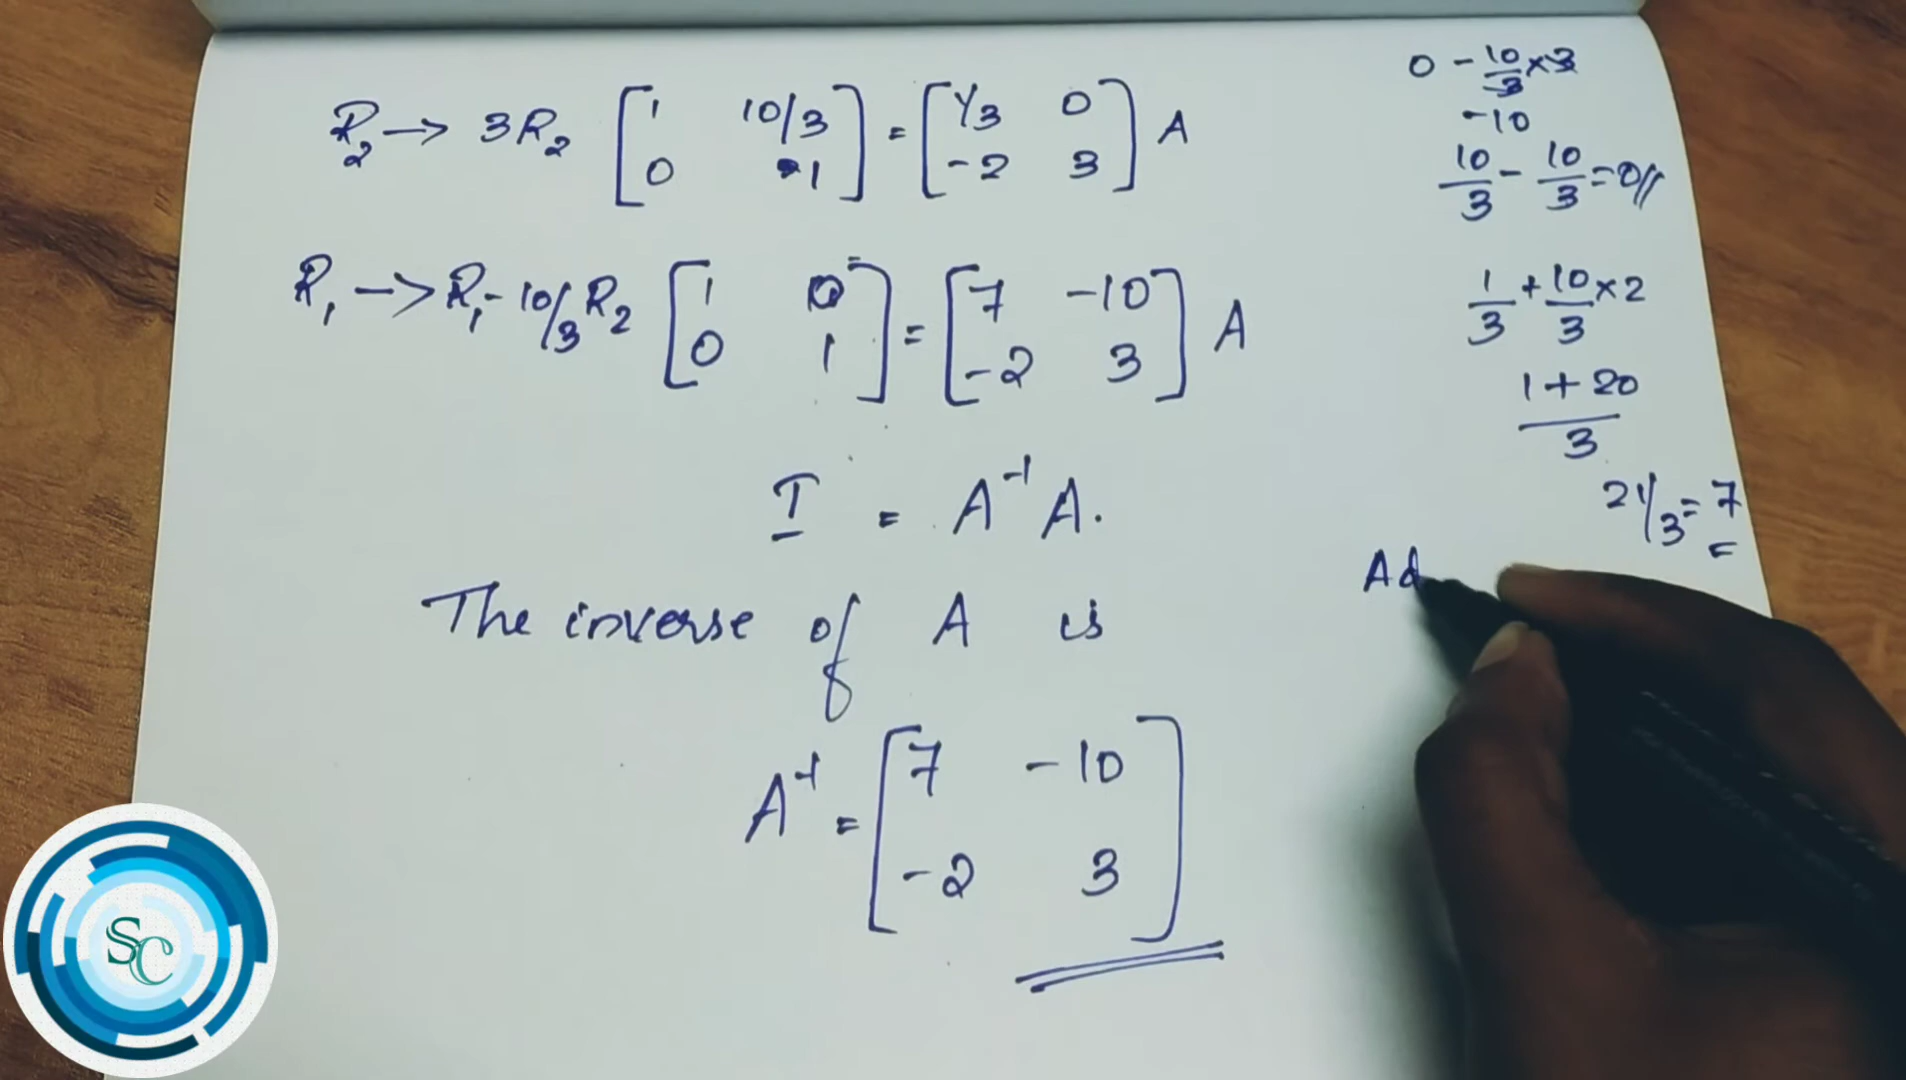 R₂ → 3R₂ [1 10/3; 0 1] = [1/3 0; -2 3] A
R₁ → R₁ - 10/3 R₂ [1 0; 0 1] = [7 -10; -2 3] A
I = A⁻¹ A.
The inverse of A is
A⁻¹ = [7 -10; -2 3]
0 - 10/3 × 3
-10
10/3 - 10/3 = 0//
1/3 + 10/3 × 2
1 + 20 / 3
21/3 = 7
Ad
SC